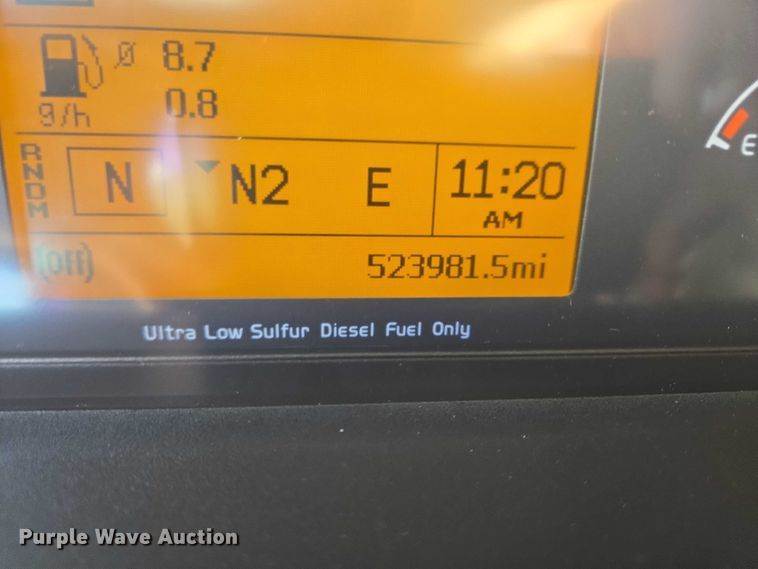 Ø 8.7
g/h 0.8
RNDM
N N2 E 11:20
AM
(Off) 523981.5mi
E
Ultra Low Sulfur Diesel Fuel Only
Purple Wave Auction